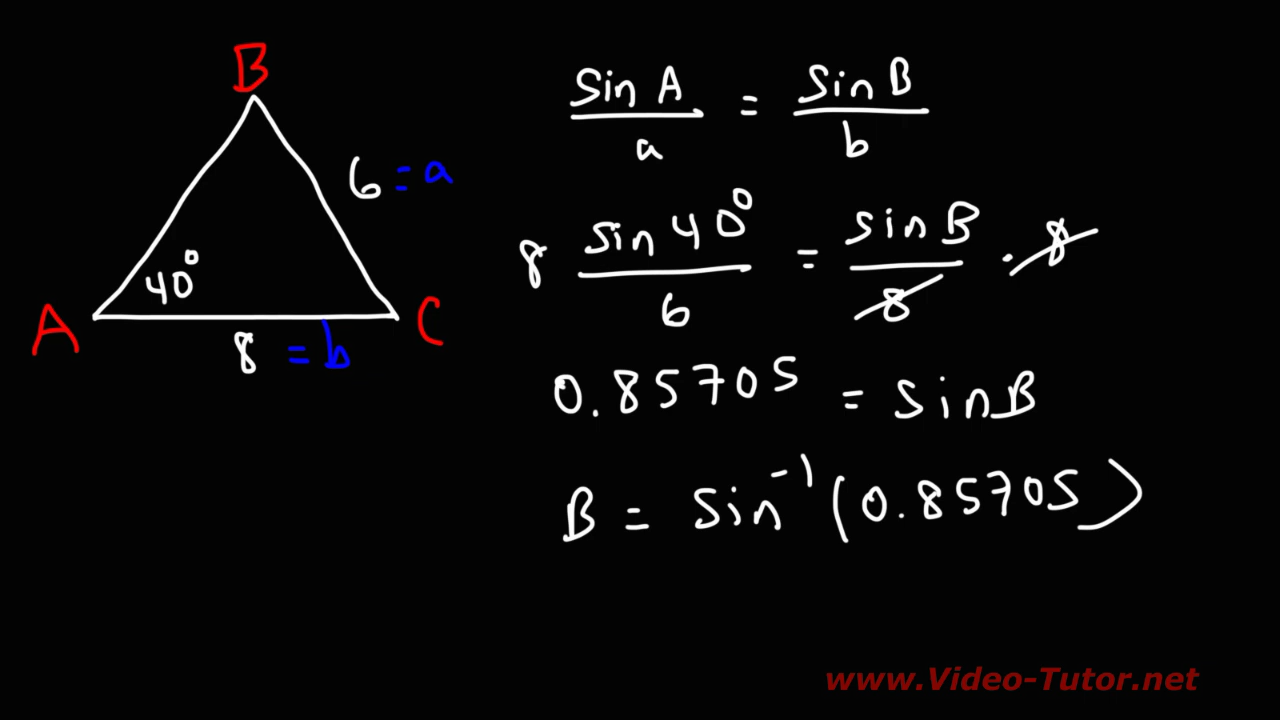 B
6 = a
40°
A
C
8 = b
Sin A / a = Sin B / b
8 sin 40° / 6 = sin B / 8 · 8
0.85705 = sin B
B = sin⁻¹(0.85705)
www.Video-Tutor.net